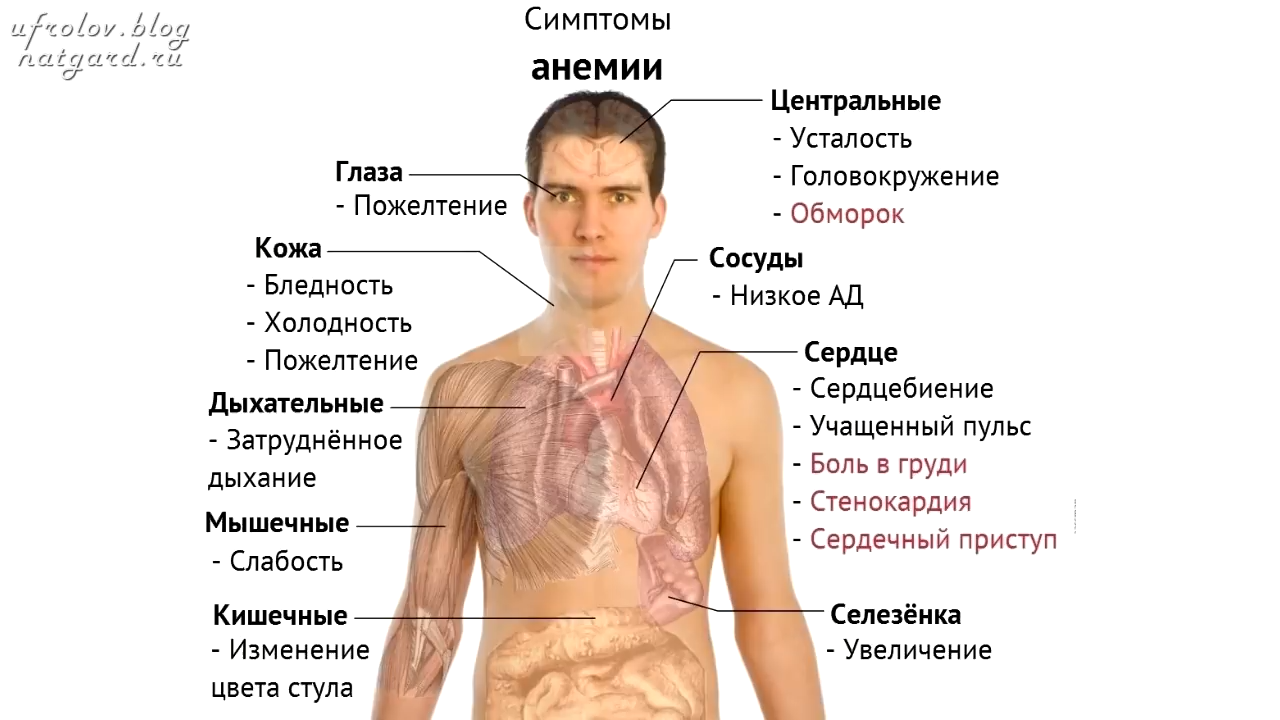 ufrolov.blog
natgard.ru
Симптомы
анемии
Центральные
- Усталость
- Головокружение
- Обморок
Глаза
- Пожелтение
Кожа
- Бледность
- Холодность
- Пожелтение
Сосуды
- Низкое АД
Сердце
- Сердцебиение
- Учащенный пульс
- Боль в груди
- Стенокардия
- Сердечный приступ
Дыхательные
- Затруднённое
дыхание
Мышечные
- Слабость
Кишечные
- Изменение
цвета стула
Селезёнка
- Увеличение